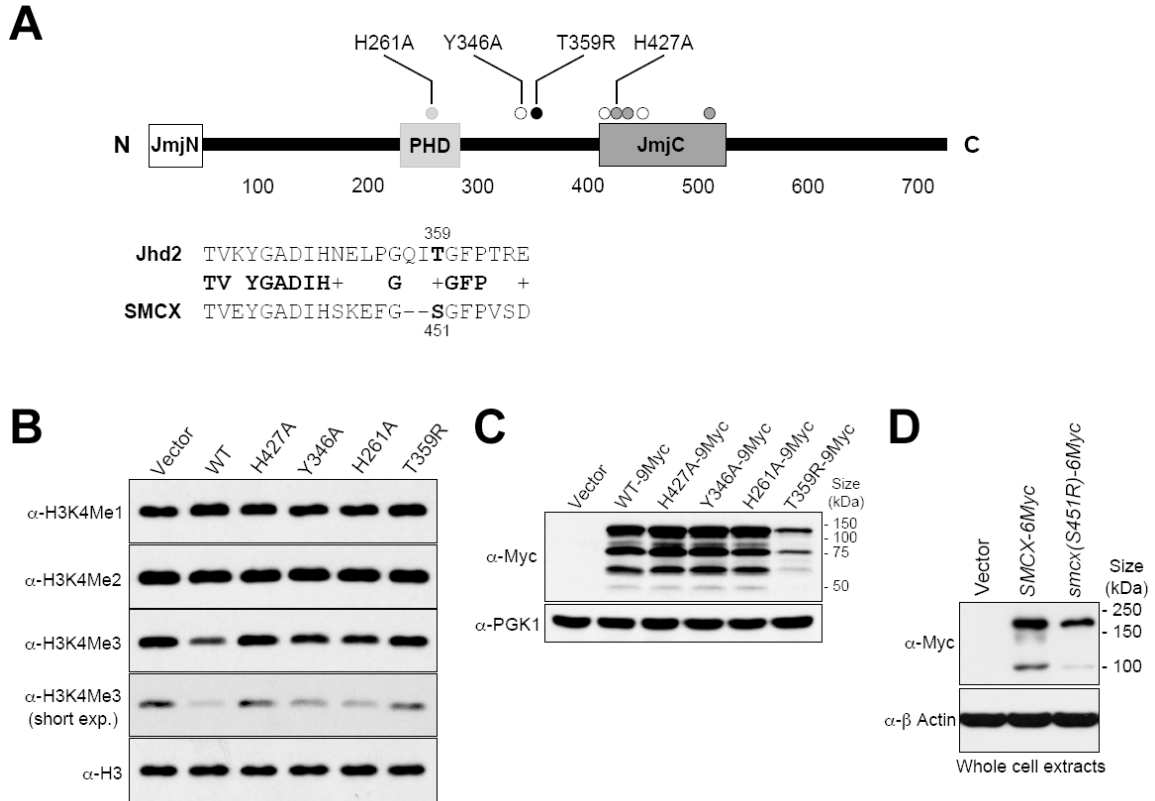 A
H261A Y346A T359R H427A
N JmjN PHD JmjC C
100 200 300 400 500 600 700
359
Jhd2 TVKYGADIHNELPGQITGFPTRE
TV YGADIH+ G +GFP +
SMCX TVEYGADIHSKEFG--SGFPVSD
451
B
Vector WT H427A Y346A H261A T359R
α-H3K4Me1
α-H3K4Me2
α-H3K4Me3
α-H3K4Me3
(short exp.)
α-H3
C
Vector WT-9Myc H427A-9Myc Y346A-9Myc H261A-9Myc T359R-9Myc
Size
(kDa)
α-Myc
- 150
- 100
- 75
- 50
α-PGK1
D
Vector SMCX-6Myc smcx(S451R)-6Myc
Size
(kDa)
α-Myc
- 250
- 150
- 100
α-β Actin
Whole cell extracts